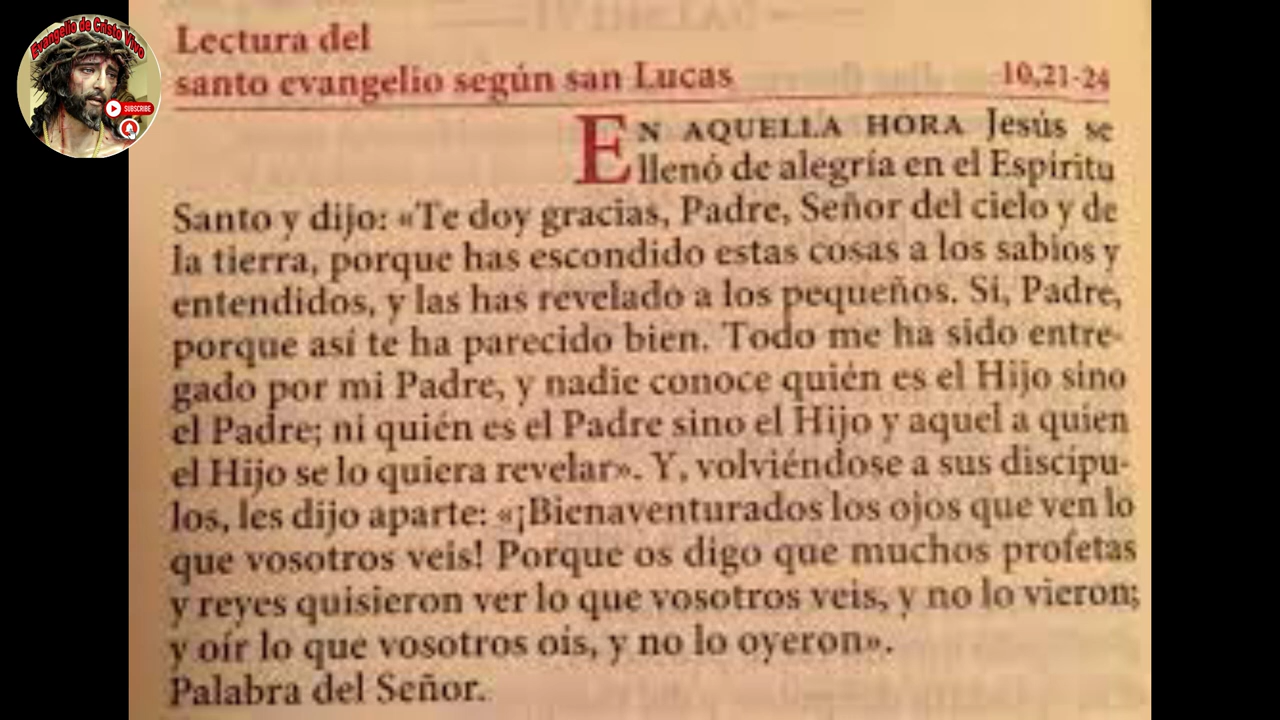 Evangelio de Cristo Vivo
SUBSCRIBE
Lectura del
santo evangelio según san Lucas 10,21-24
EN AQUELLA HORA Jesús se
llenó de alegría en el Espíritu
Santo y dijo: «Te doy gracias, Padre, Señor del cielo y de
la tierra, porque has escondido estas cosas a los sabios y
entendidos, y las has revelado a los pequeños. Sí, Padre,
porque así te ha parecido bien. Todo me ha sido entre-
gado por mi Padre, y nadie conoce quién es el Hijo sino
el Padre; ni quién es el Padre sino el Hijo y aquel a quien
el Hijo se lo quiera revelar». Y, volviéndose a sus discípu-
los, les dijo aparte: «¡Bienaventurados los ojos que ven lo
que vosotros veis! Porque os digo que muchos profetas
y reyes quisieron ver lo que vosotros veis, y no lo vieron;
y oír lo que vosotros ois, y no lo oyeron».
Palabra del Señor.